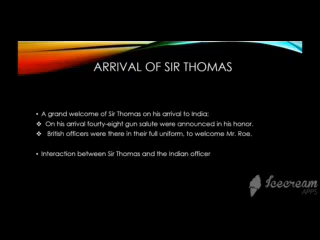 ARRIVAL OF SIR THOMAS
• A grand welcome of Sir Thomas on his arrival to India:
❖ On his arrival fourty-eight gun salute were announced in his honor.
❖ British officers were there in their full uniform, to welcome Mr. Roe.
• Interaction between Sir Thomas and the Indian officer
Icecream
APPS